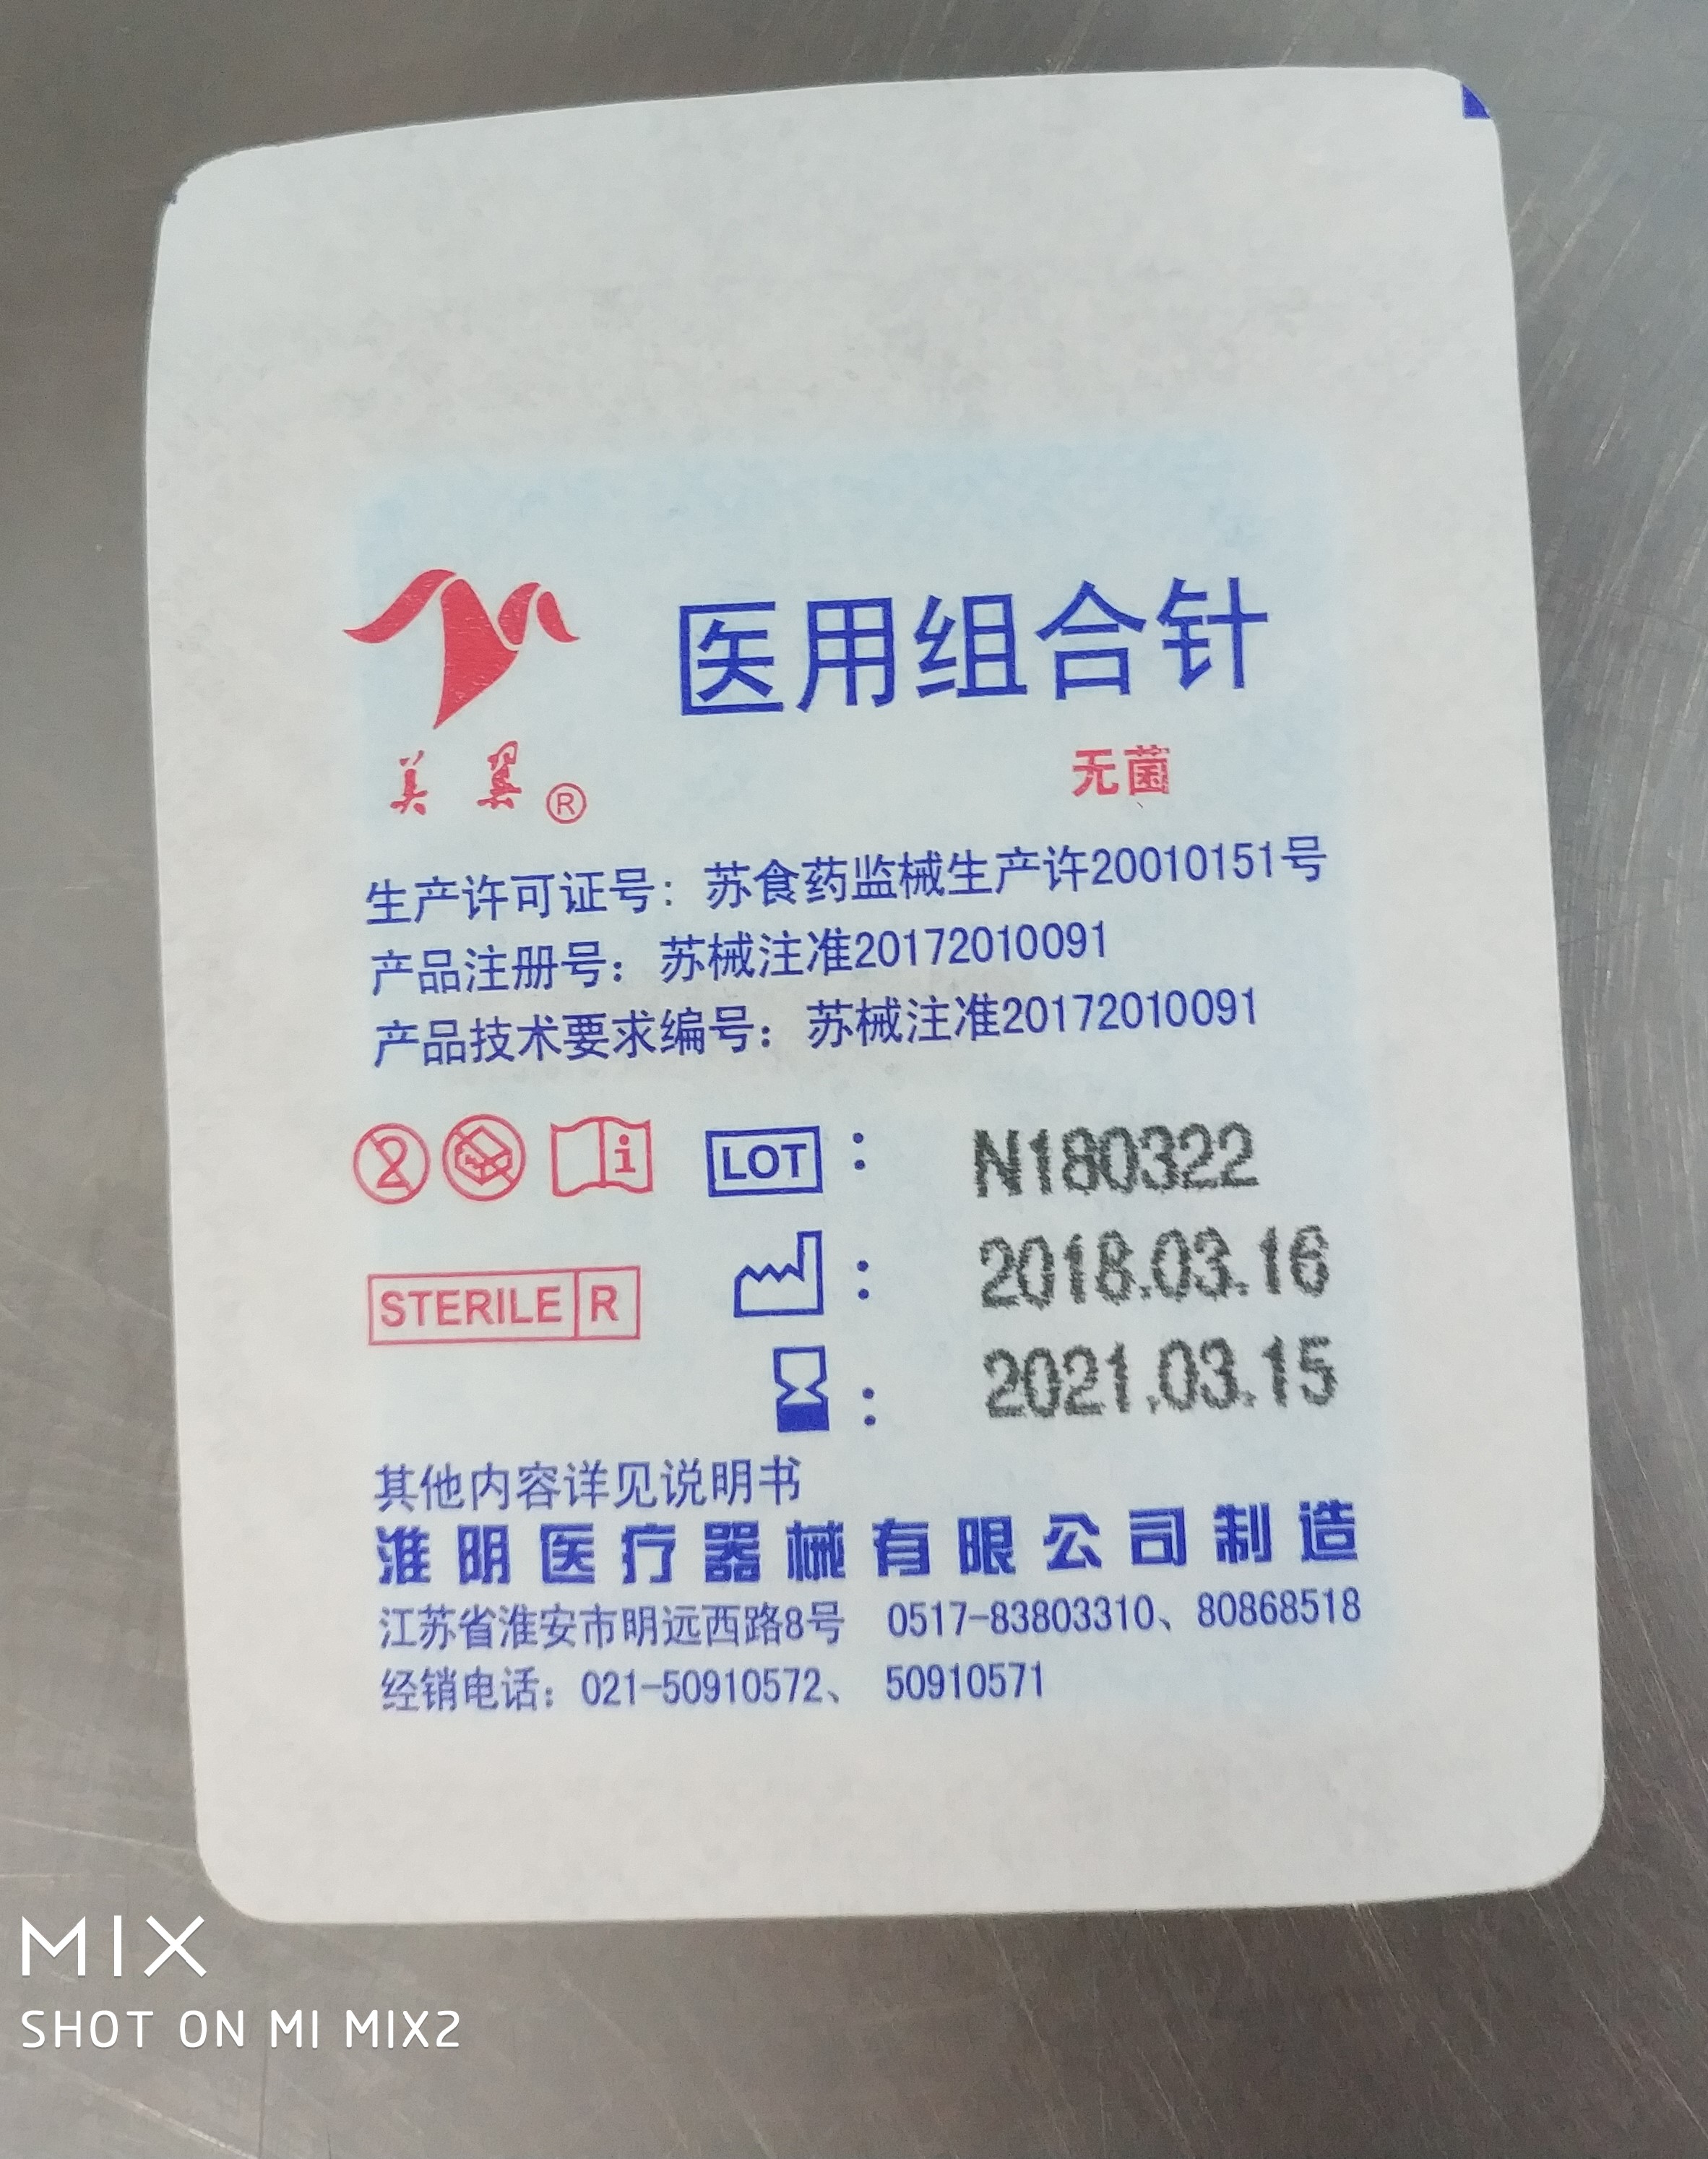 医用组合针
美翼®
无菌
生产许可证号：苏食药监械生产许20010151号
产品注册号：苏械注准20172010091
产品技术要求编号：苏械注准20172010091
2 i LOT： N180322
：2018.03.16
STERILE R
：2021.03.15
其他内容详见说明书
淮明医疗器械有限公司制造
江苏省淮安市明远西路8号 0517-83803310、80868518
经销电话：021-50910572、 50910571
MIX
SHOT ON MI MIX2